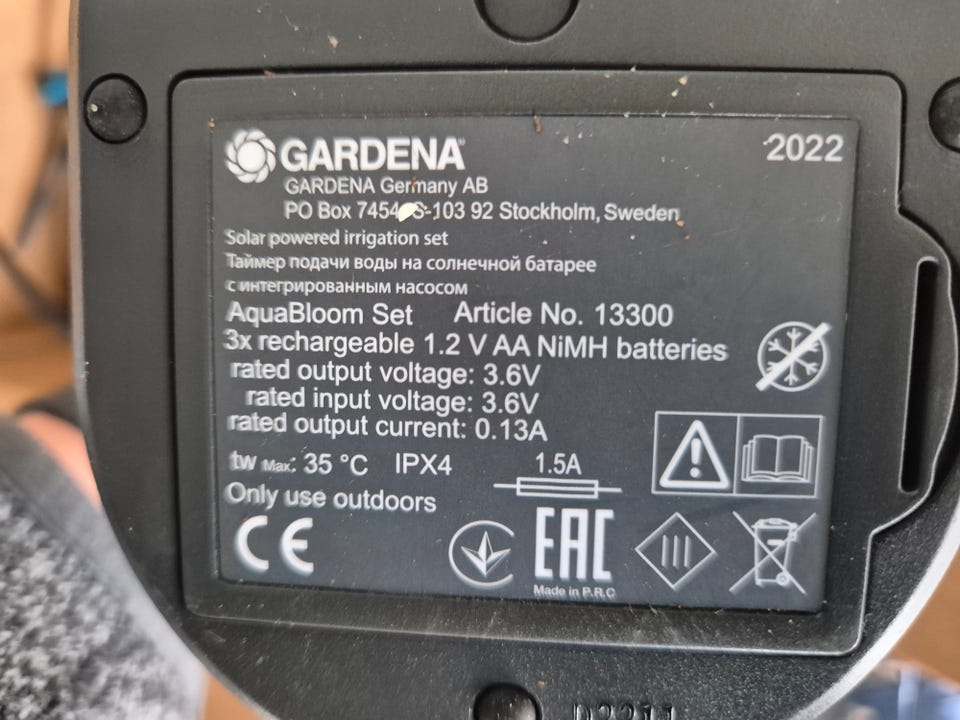 GARDENA
2022
GARDENA Germany AB
PO Box 7454 S-103 92 Stockholm, Sweden
Solar powered irrigation set
Таймер подачи воды на солнечной батарее
с интегрированным насосом
AquaBloom Set Article No. 13300
3x rechargeable 1.2 V AA NiMH batteries
rated output voltage: 3.6V
rated input voltage: 3.6V
rated output current: 0.13A
tw Max.: 35 °C IPX4 1.5A
Only use outdoors
CE EAC
Made in P.R.C